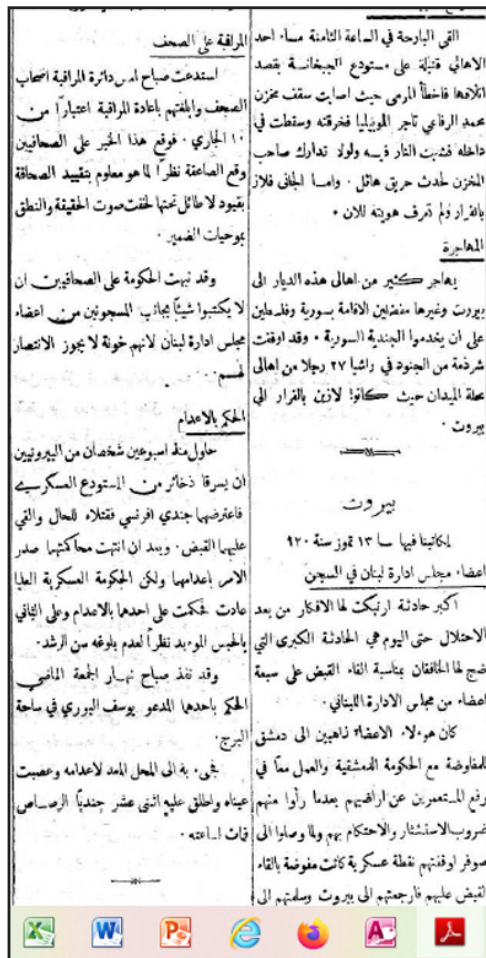 القى البارحة في الساعة الثامنة مساء احد
الاهالي قنبلة على مستودع الجبخانة بقصد
اتلافها فاخطأ المرمى حيث اصابت سقف مخزن
محمد الرفاعي تاجر الموبيليا فخرقته وسقطت في
داخله فشبت النار فيه ولولا تدارك صاحب
المخزن لحدث حريق هائل . واما الجاني فلاذ
بالفرار ولم تعرف هويته للان .
المهاجرة
يهاجر كثير من اهالي هذه الديار الى
بيروت وغيرها مفضلين الاقامة بسورية وفلسطين
على ان يخدموا الجندية السورية . وقد اوقفت
شرذمة من الجنود في راشيا ٢٧ رجلا من اهالي
محلة الميدان حيث كانوا لاذين بالفرار الى
بيروت .
بيروت
لمكاتبنا فيها سا ١٣ تموز سنة ٩٢٠
اعضاء مجلس ادارة لبنان في السجن
اكبر حادثة ارتبكت لها الافكار من بعد
الاحتلال حتى اليوم هي الحادثة الكبرى التي
ضج لها الخافقان بمناسبة القاء القبض على سبعة
اعضاء من مجلس الادارة اللبناني .
كان هولاء الاعضاء ذاهبين الى دمشق
للمفاوضة مع الحكومة الدمشقية والعمل معاً في
رفع المستعمرين عن اراضيهم بعدما رأوا منهم
ضروب الاستئثار والاحتكام بهم ولما وصلوا الى
صوفر اوقفتهم نقطة عسكرية كانت مفوضة بالقاء
القبض عليهم فارجعتهم الى بيروت وسلمتهم الى
المراقبة على الصحف
استدعت صباح امس دائرة المراقبة اصحاب
الصحف وابلغتهم باعادة المراقبة اعتباراً من
١٠ الجاري . فوقع هذا الخبر على الصحافيين
وقع الصاعقة نظراً لما هو معلوم بتقييد الصحافة
بقيود لا طائل تحتها لخفت صوت الحقيقة والنطق
بموحيات الضمير .
وقد نبهت الحكومة على الصحافيين ان
لا يكتبوا شيئاً بجانب المسجونين من اعضاء
مجلس ادارة لبنان لانهم خونة لا يجوز الانتصار
لهم .
الحكم بالاعدام
حاول منذ اسبوعين شخصان من البيروتيين
ان يسرقا ذخائر من المستودع العسكري
فاعترضهما جندي افرنسي فقتلاه للحال والقي
عليهما القبض . وبعد ان انتهت محاكمتهما صدر
الامر باعدامهما ولكن الحكومة العسكرية العليا
عادت فحكمت على احدهما بالاعدام وعلى الثاني
بالحبس الموءبد نظراً لعدم بلوغه سن الرشد .
وقد نفذ صباح نهار الجمعة الماضي
الحكم باحدهما المدعو يوسف البوري في ساحة
البرج .
فجيء به الى المحل المعد لاعدامه وعصبت
عيناه واطلق عليه اثنى عشر جندياً الرصاص
فمات لساعته .